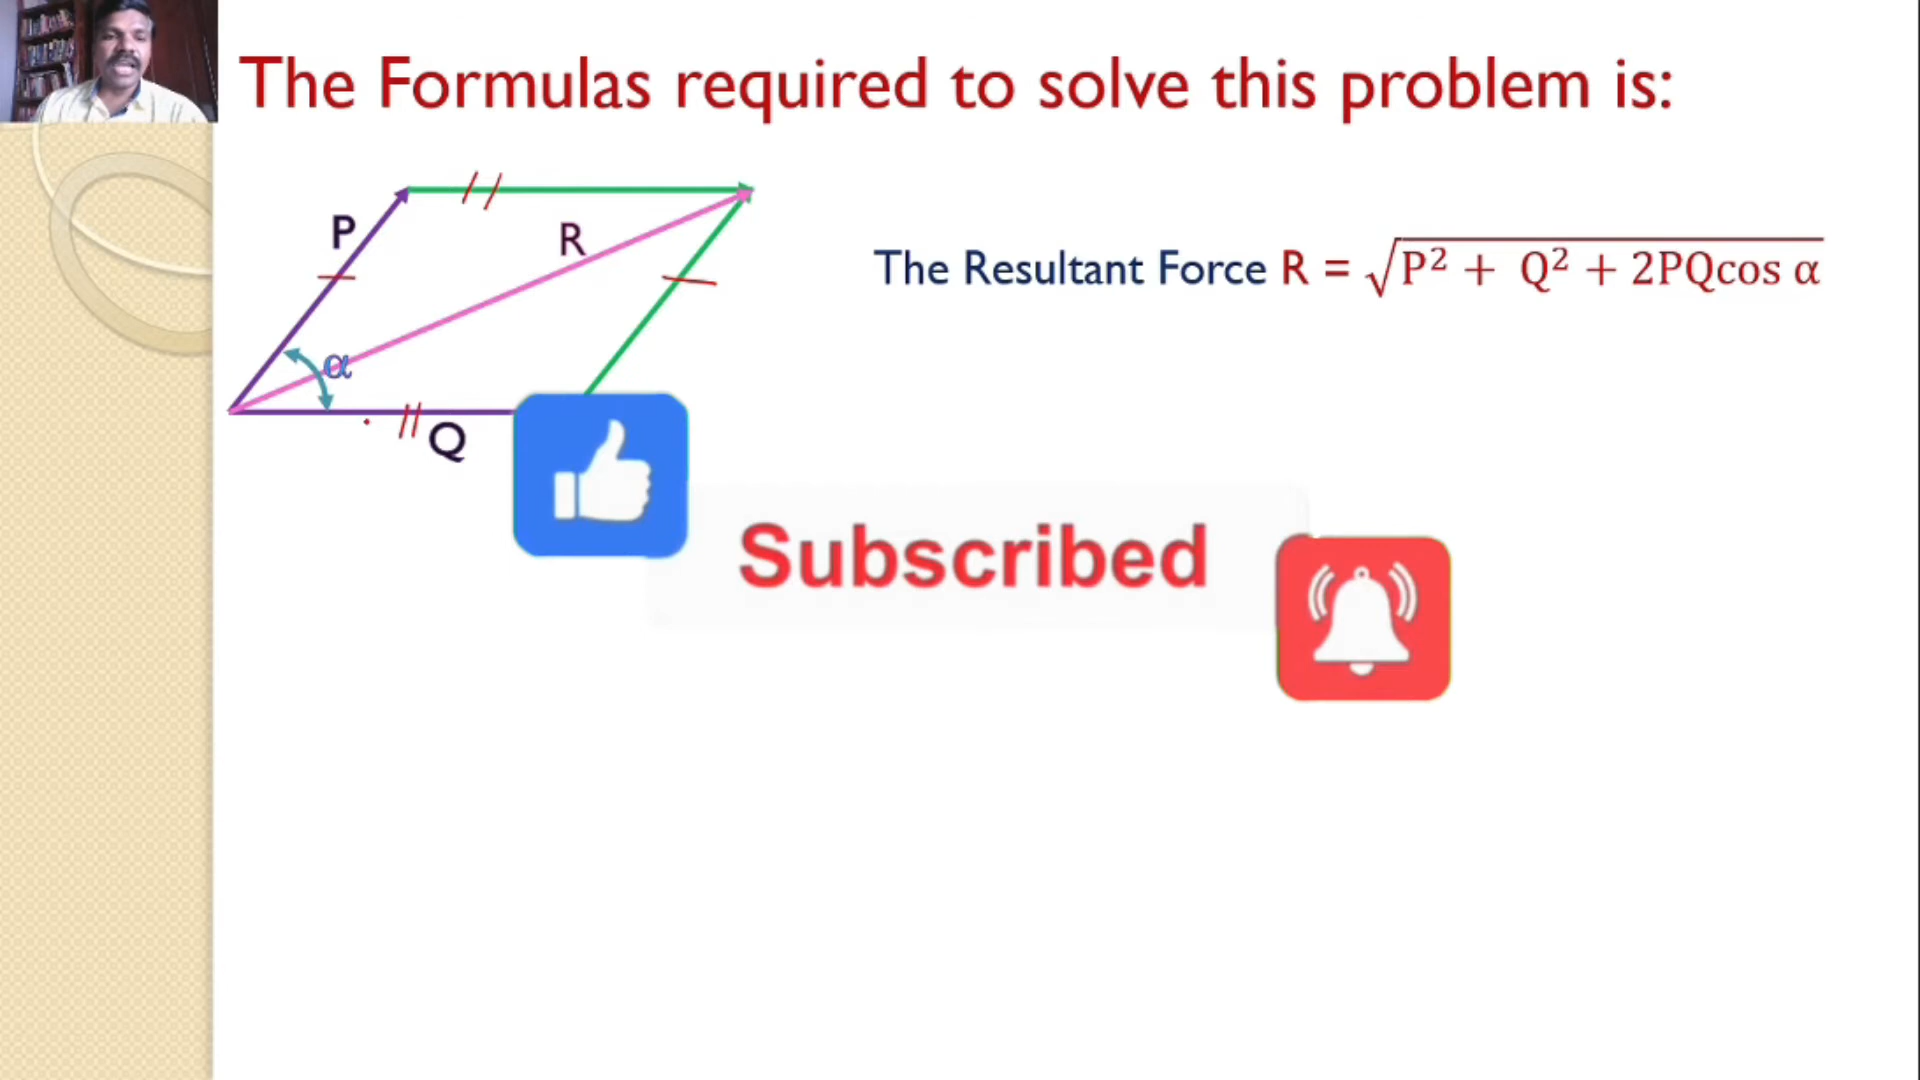 The Formulas required to solve this problem is:
P
R
The Resultant Force R = √P² + Q² + 2PQcos α
α
Q
Subscribed